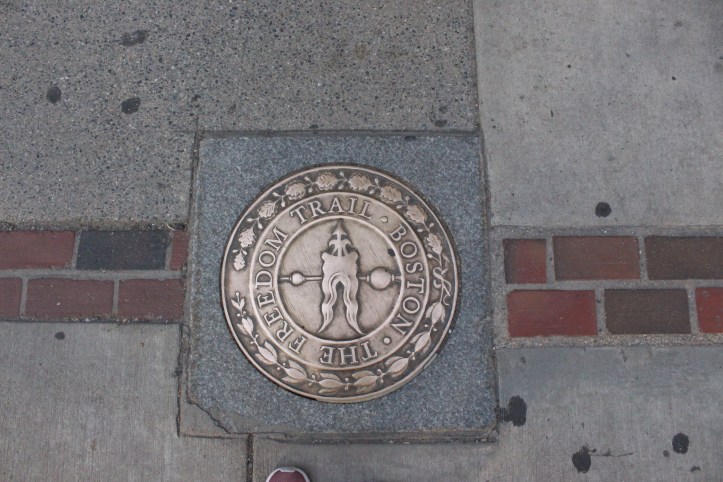 THE FREEDOM TRAIL · BOSTON ·